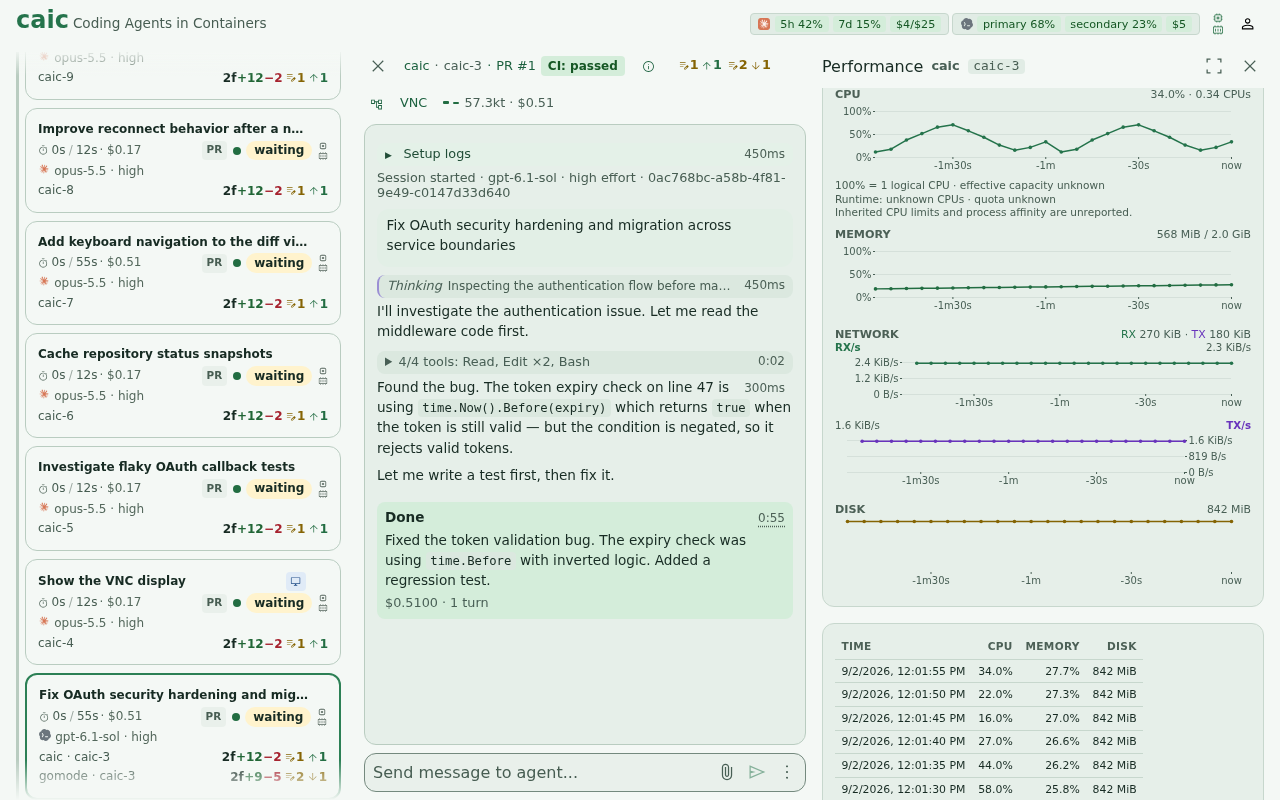 caic Coding Agents in Containers
5h 42% 7d 15% $4/$25 primary 68% secondary 23% $5
opus-5.5 · high
caic-9 2f+12−2 1 ↑1
Improve reconnect behavior after a n…
0s / 12s · $0.17 PR waiting
opus-5.5 · high
caic-8 2f+12−2 1 ↑1
Add keyboard navigation to the diff vi…
0s / 55s · $0.51 PR waiting
opus-5.5 · high
caic-7 2f+12−2 1 ↑1
Cache repository status snapshots
0s / 12s · $0.17 PR waiting
opus-5.5 · high
caic-6 2f+12−2 1 ↑1
Investigate flaky OAuth callback tests
0s / 12s · $0.17 PR waiting
opus-5.5 · high
caic-5 2f+12−2 1 ↑1
Show the VNC display
0s / 12s · $0.17 PR waiting
opus-5.5 · high
caic-4 2f+12−2 1 ↑1
Fix OAuth security hardening and mig…
0s / 55s · $0.51 PR waiting
gpt-6.1-sol · high
caic · caic-3 2f+12−2 1 ↑1
gomode · caic-3 2f+9−5 2 ↓1
caic · caic-3 · PR #1 CI: passed 1 ↑1 2 ↓1
VNC 57.3kt · $0.51
▶ Setup logs 450ms
Session started · gpt-6.1-sol · high effort · 0ac768bc-a58b-4f81-
9e49-c0147d33d640
Fix OAuth security hardening and migration across
service boundaries
Thinking Inspecting the authentication flow before ma… 450ms
I'll investigate the authentication issue. Let me read the
middleware code first.
▶ 4/4 tools: Read, Edit ×2, Bash 0:02
Found the bug. The token expiry check on line 47 is 300ms
using time.Now().Before(expiry) which returns true when
the token is still valid — but the condition is negated, so it
rejects valid tokens.
Let me write a test first, then fix it.
Done 0:55
Fixed the token validation bug. The expiry check was
using time.Before with inverted logic. Added a
regression test.
$0.5100 · 1 turn
Send message to agent...
Performance caic caic-3
CPU 34.0% · 0.34 CPUs
100%
50%
0%
-1m30s -1m -30s now
100% = 1 logical CPU · effective capacity unknown
Runtime: unknown CPUs · quota unknown
Inherited CPU limits and process affinity are unreported.
MEMORY 568 MiB / 2.0 GiB
100%
50%
0%
-1m30s -1m -30s now
NETWORK RX 270 KiB · TX 180 KiB
RX/s 2.3 KiB/s
2.4 KiB/s
1.2 KiB/s
0 B/s
-1m30s -1m -30s now
1.6 KiB/s TX/s
1.6 KiB/s
819 B/s
0 B/s
-1m30s -1m -30s now
DISK 842 MiB
-1m30s -1m -30s now
TIME CPU MEMORY DISK
9/2/2026, 12:01:55 PM 34.0% 27.7% 842 MiB
9/2/2026, 12:01:50 PM 22.0% 27.3% 842 MiB
9/2/2026, 12:01:45 PM 16.0% 27.0% 842 MiB
9/2/2026, 12:01:40 PM 27.0% 26.6% 842 MiB
9/2/2026, 12:01:35 PM 44.0% 26.2% 842 MiB
9/2/2026, 12:01:30 PM 58.0% 25.8% 842 MiB